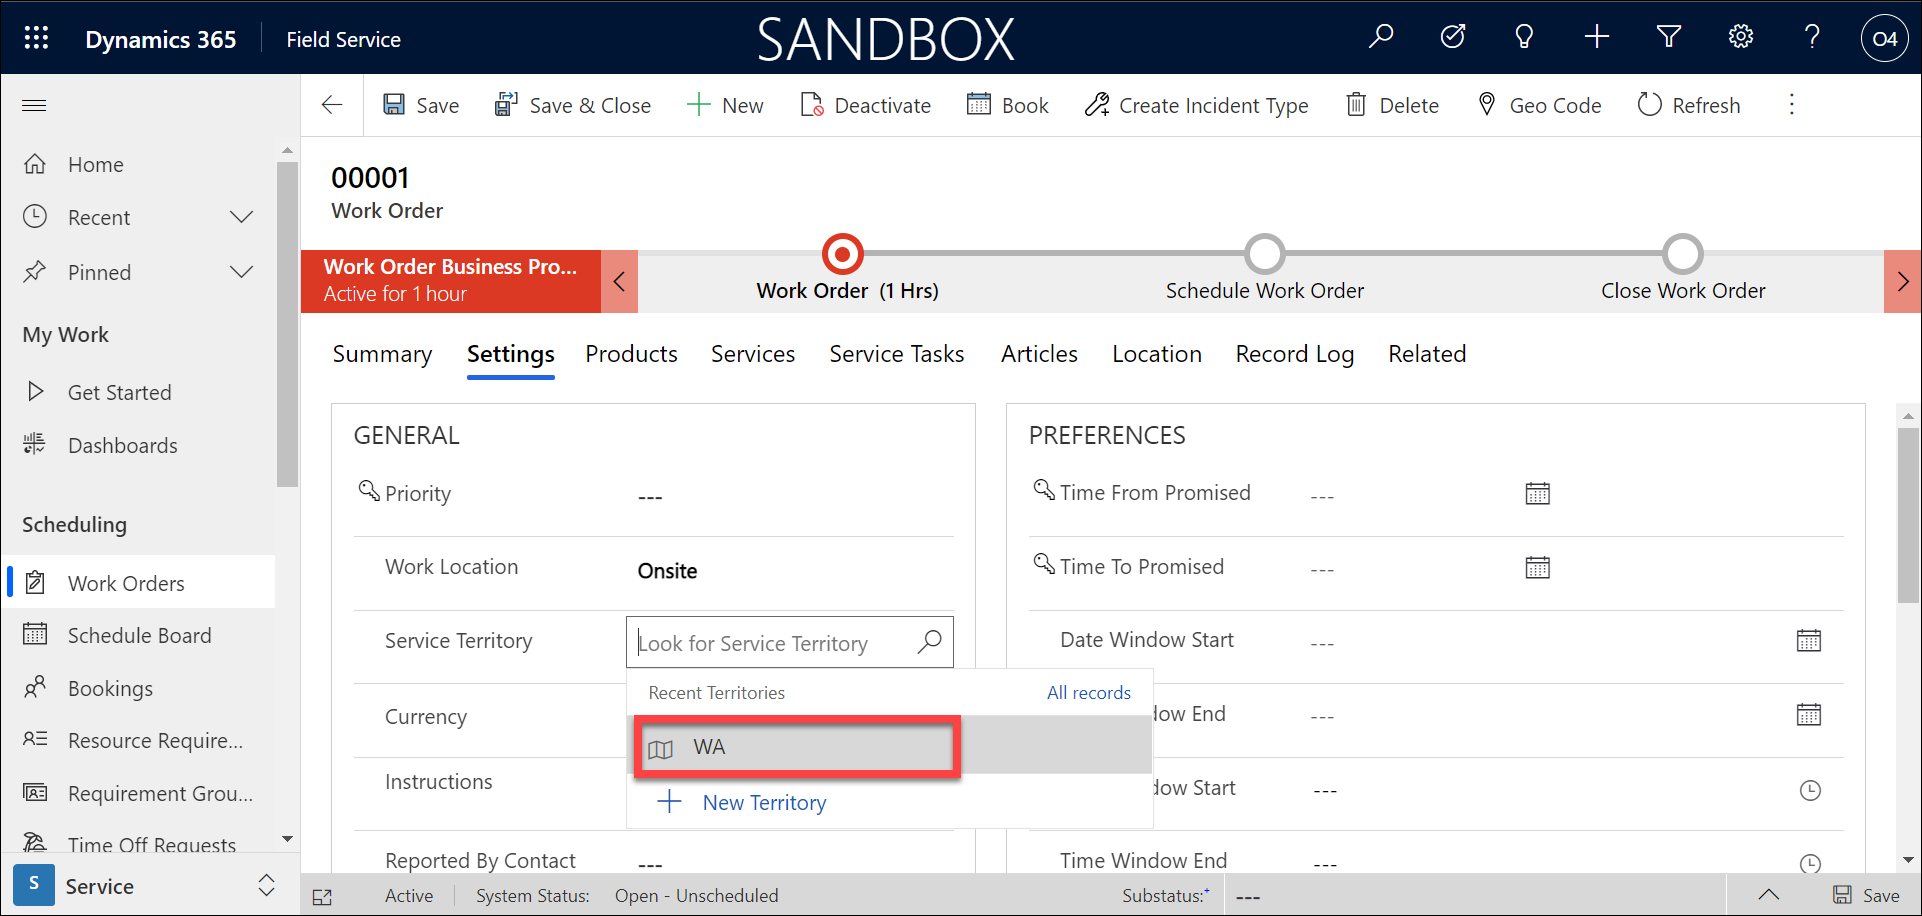 Dynamics 365
Field Service
SANDBOX
O4
Save
Save & Close
New
Deactivate
Book
Create Incident Type
Delete
Geo Code
Refresh
Home
Recent
Pinned
My Work
Get Started
Dashboards
Scheduling
Work Orders
Schedule Board
Bookings
Resource Require...
Requirement Grou...
Time Off Requests
S
Service
00001
Work Order
Work Order Business Pro...
Active for 1 hour
Work Order (1 Hrs)
Schedule Work Order
Close Work Order
Summary
Settings
Products
Services
Service Tasks
Articles
Location
Record Log
Related
GENERAL
Priority
---
Work Location
Onsite
Service Territory
Look for Service Territory
Recent Territories
All records
WA
New Territory
Currency
Instructions
Reported By Contact
---
PREFERENCES
Time From Promised
---
Time To Promised
---
Date Window Start
---
dow End
---
dow Start
---
Time Window End
---
Active
System Status:
Open - Unscheduled
Substatus:+
---
Save